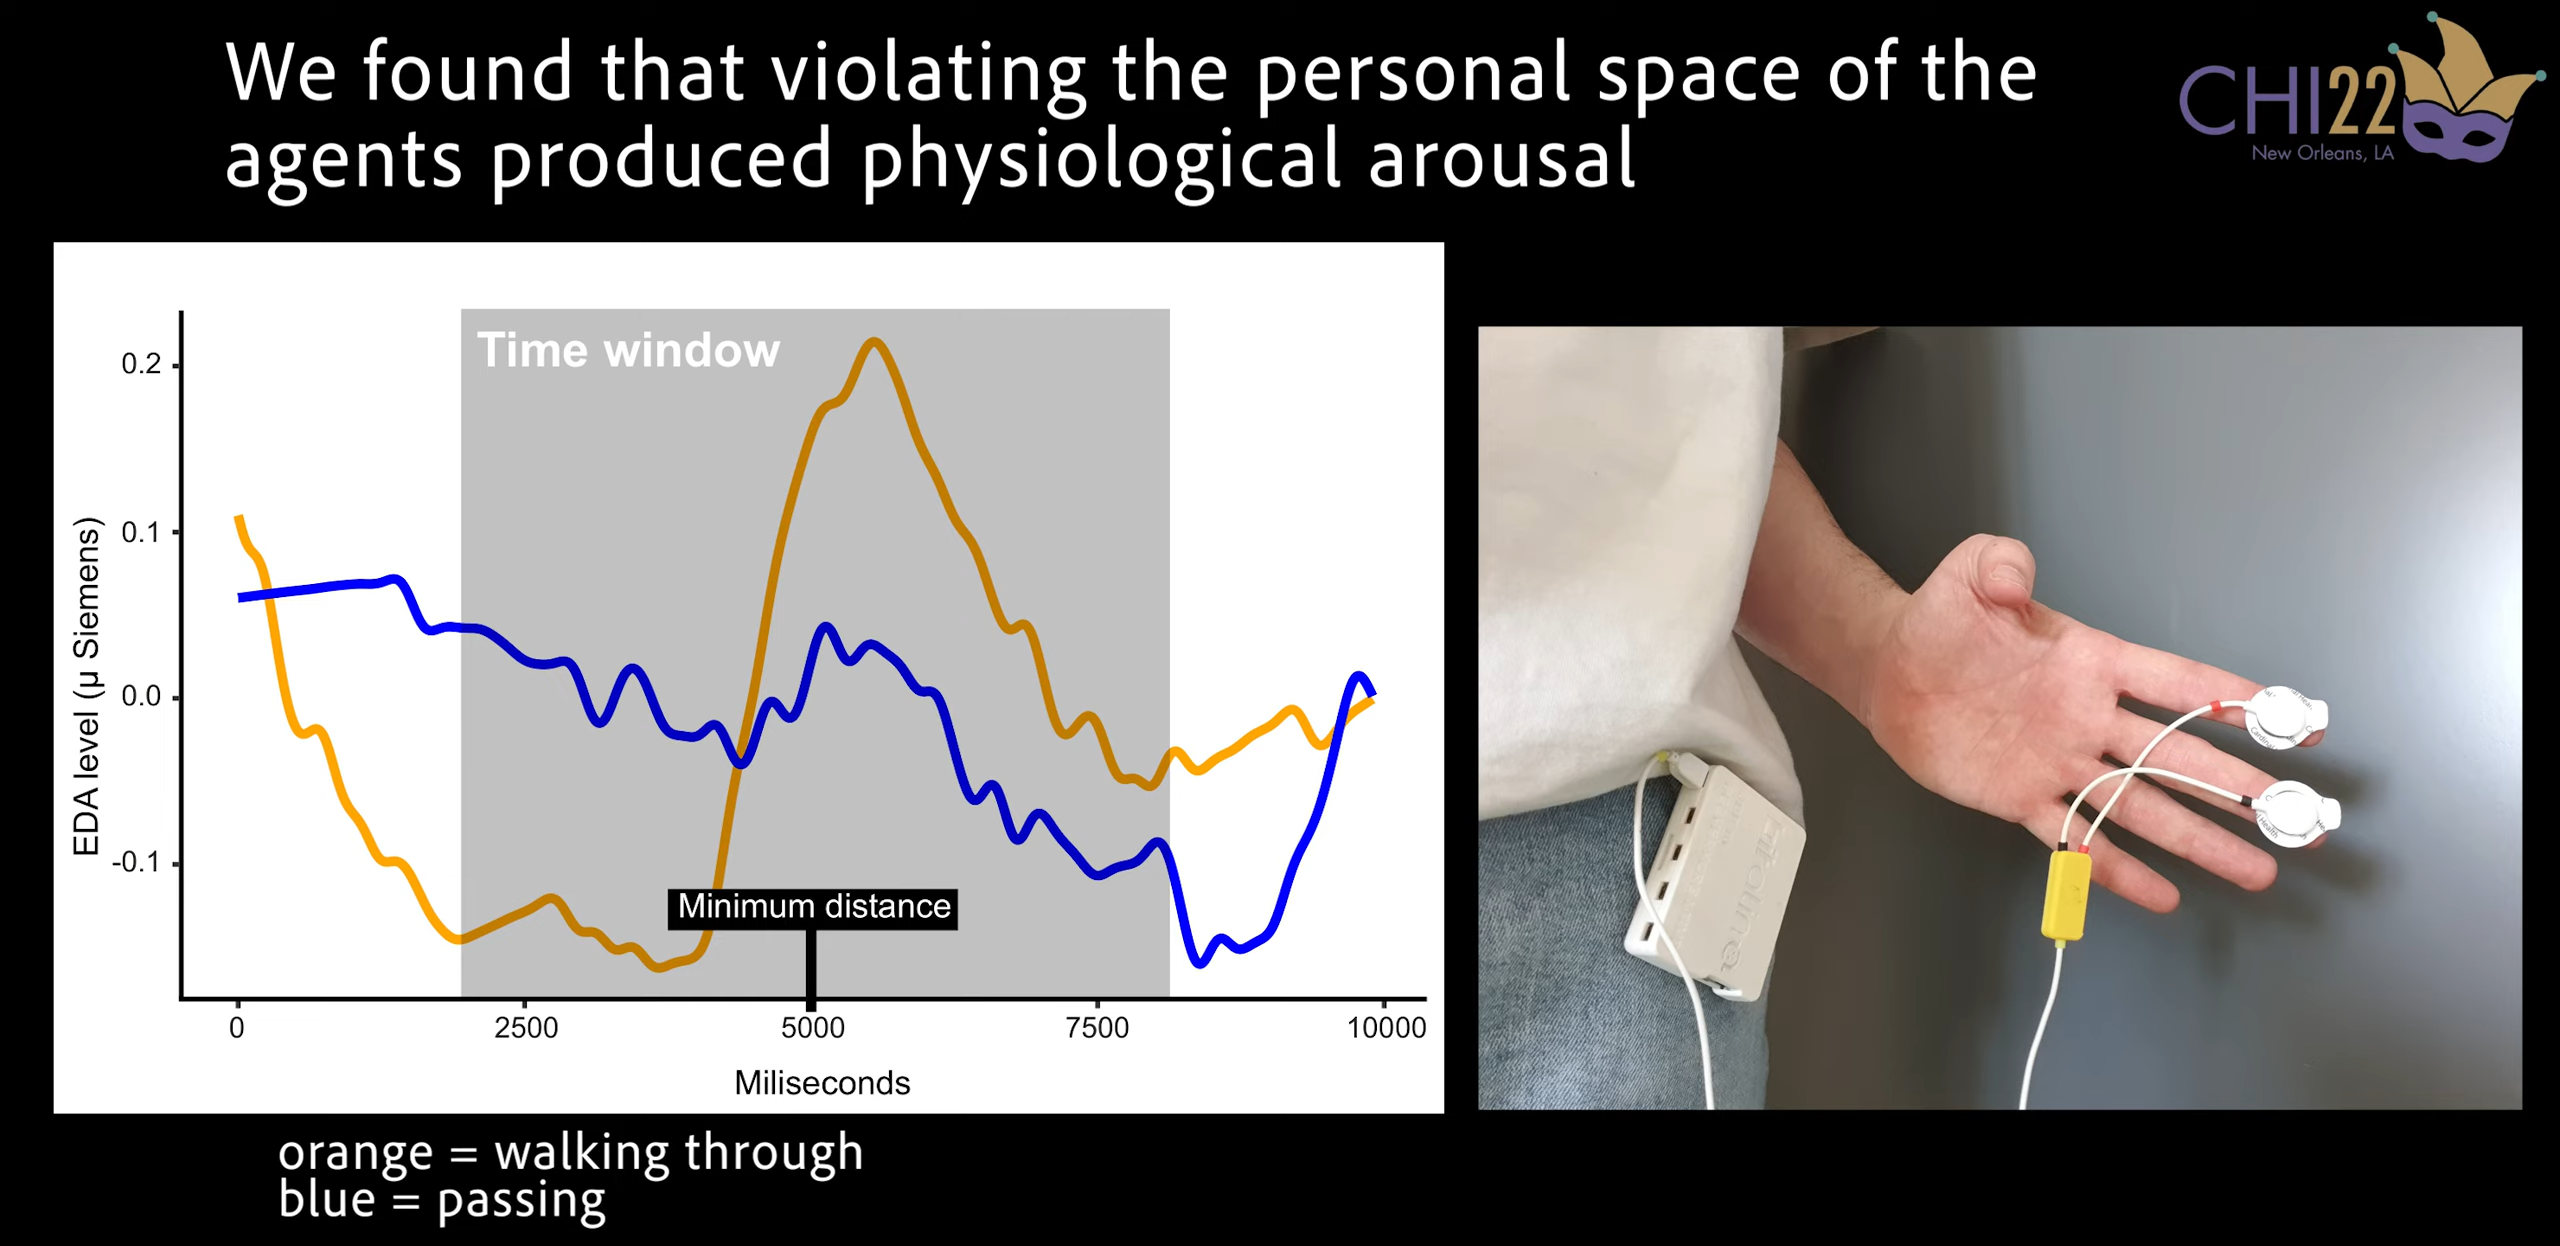 We found that violating the personal space of the
agents produced physiological arousal
CHI22
New Orleans, LA
Time window
0.2
0.1
0.0
-0.1
EDA level (µ Siemens)
Minimum distance
0
2500
5000
7500
10000
Miliseconds
orange = walking through
blue = passing